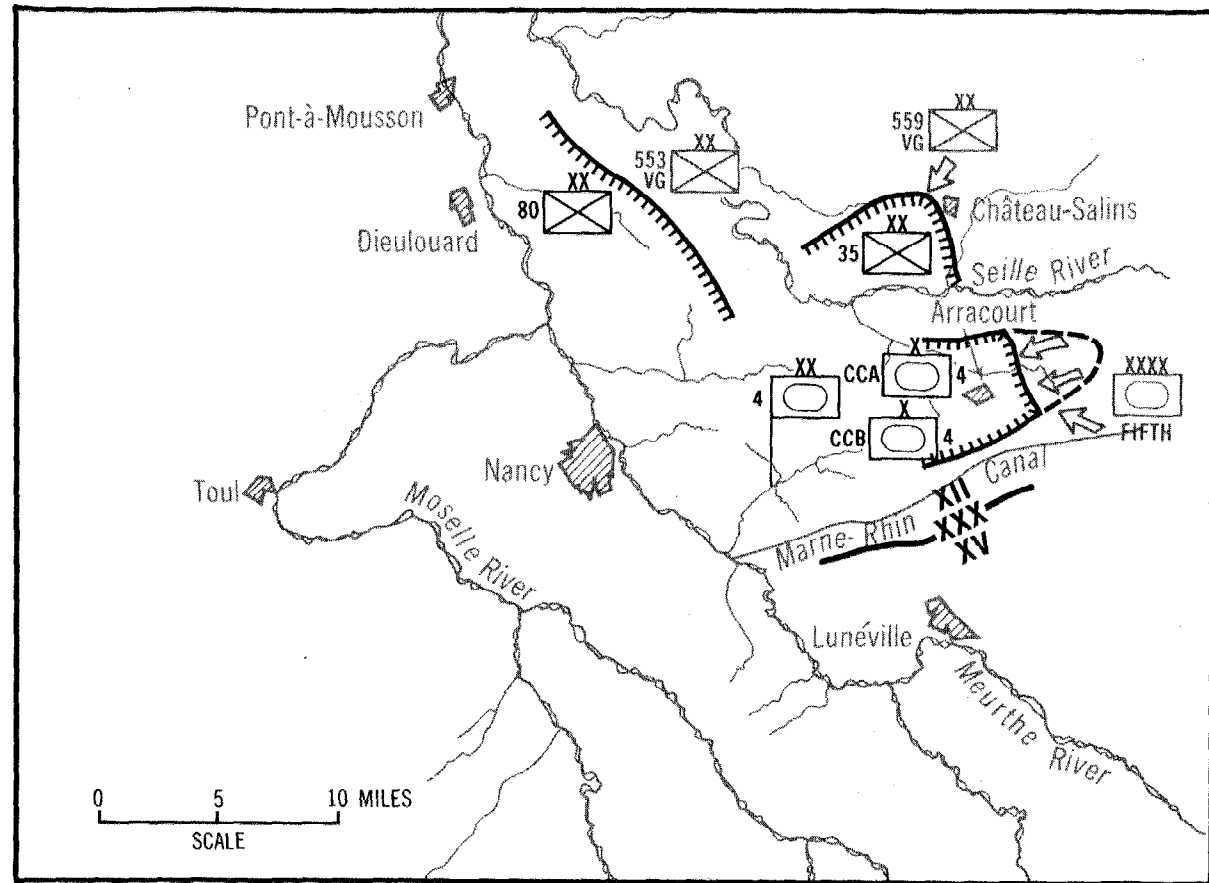 Pont-à-Mousson
XX
559
VG
XX
553
VG
XX
80
Château-Salins
Dieulouard
XX
35
Seille River
Arracourt
XX
4
X
CCA 4
XXXX
FIFTH
X
CCB 4
Nancy
Toul
Moselle River
Marne-Rhin Canal
XII
XXX
XV
Lunéville
Meurthe River
0 5 10 MILES
SCALE